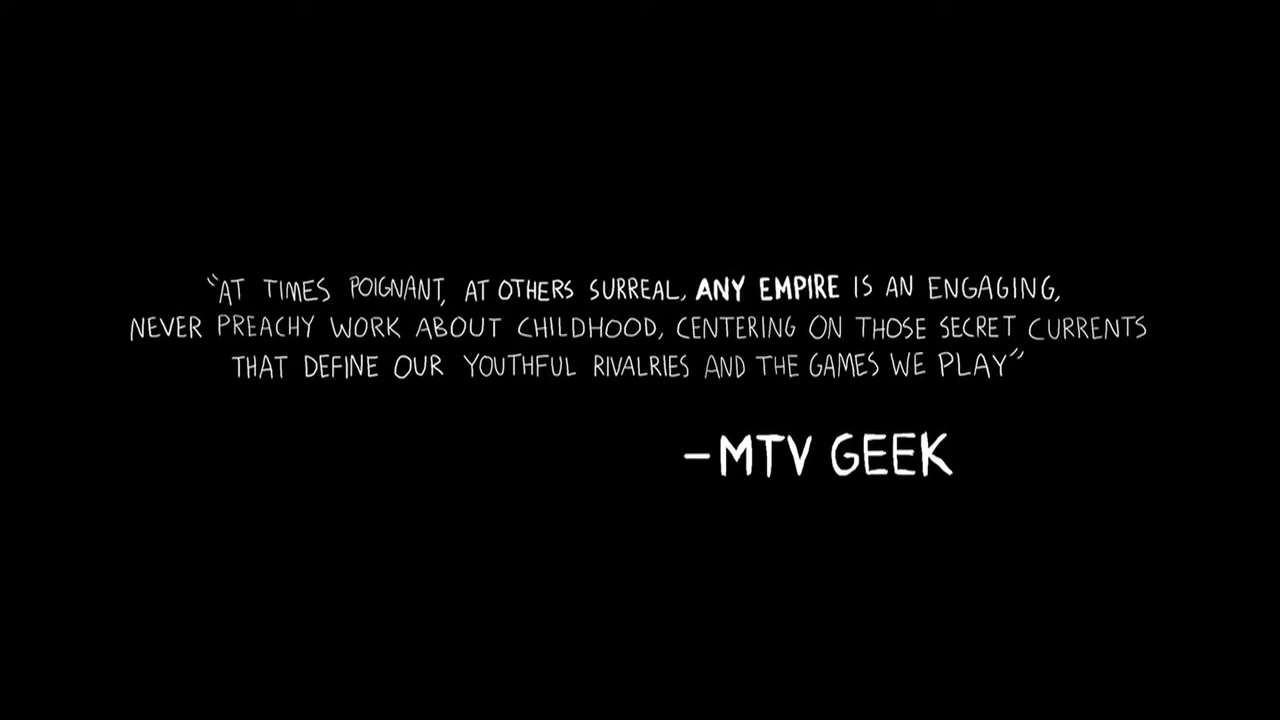 “AT TIMES POIGNANT, AT OTHERS SURREAL, ANY EMPIRE IS AN ENGAGING,
NEVER PREACHY WORK ABOUT CHILDHOOD, CENTERING ON THOSE SECRET CURRENTS
THAT DEFINE OUR YOUTHFUL RIVALRIES AND THE GAMES WE PLAY”
–MTV GEEK